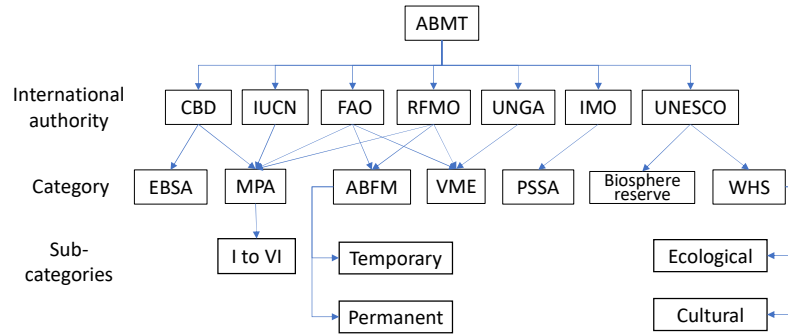 ABMT
International
authority
CBD IUCN FAO RFMO UNGA IMO UNESCO
Category
EBSA MPA ABFM VME PSSA Biosphere
reserve WHS
Sub-
categories
I to VI Temporary Ecological
Permanent Cultural